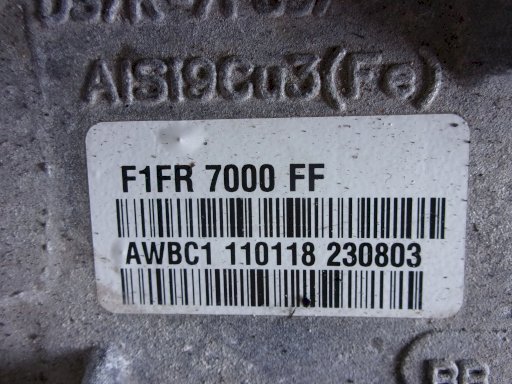 AlSi9Cu3(Fe)
F1FR 7000 FF
AWBC1 110118 230803